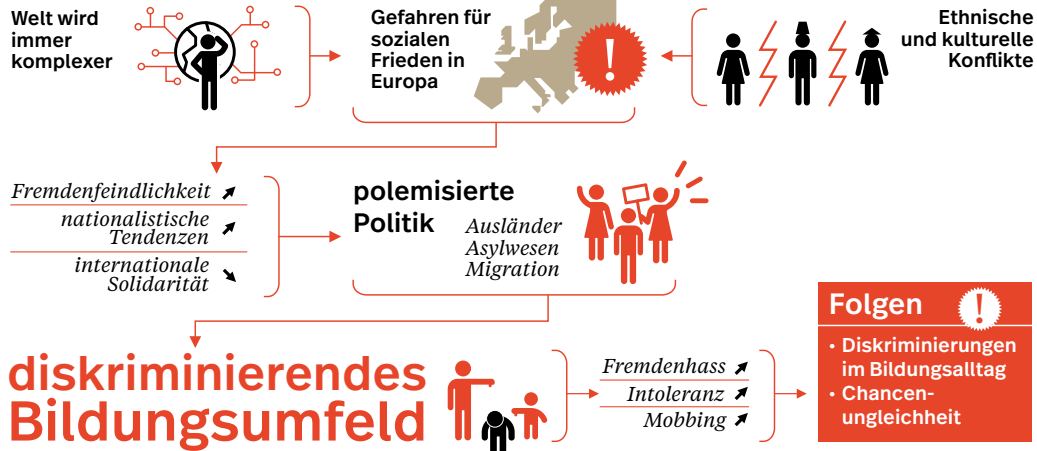 Welt wird
immer
komplexer
Gefahren für
sozialen
Frieden in
Europa
!
Ethnische
und kulturelle
Konflikte
Fremdenfeindlichkeit
nationalistische
Tendenzen
internationale
Solidarität
polemisierte
Politik
Ausländer
Asylwesen
Migration
diskriminierendes
Bildungsumfeld
Fremdenhass
Intoleranz
Mobbing
Folgen
!
• Diskriminierungen
im Bildungsalltag
• Chancen-
ungleichheit